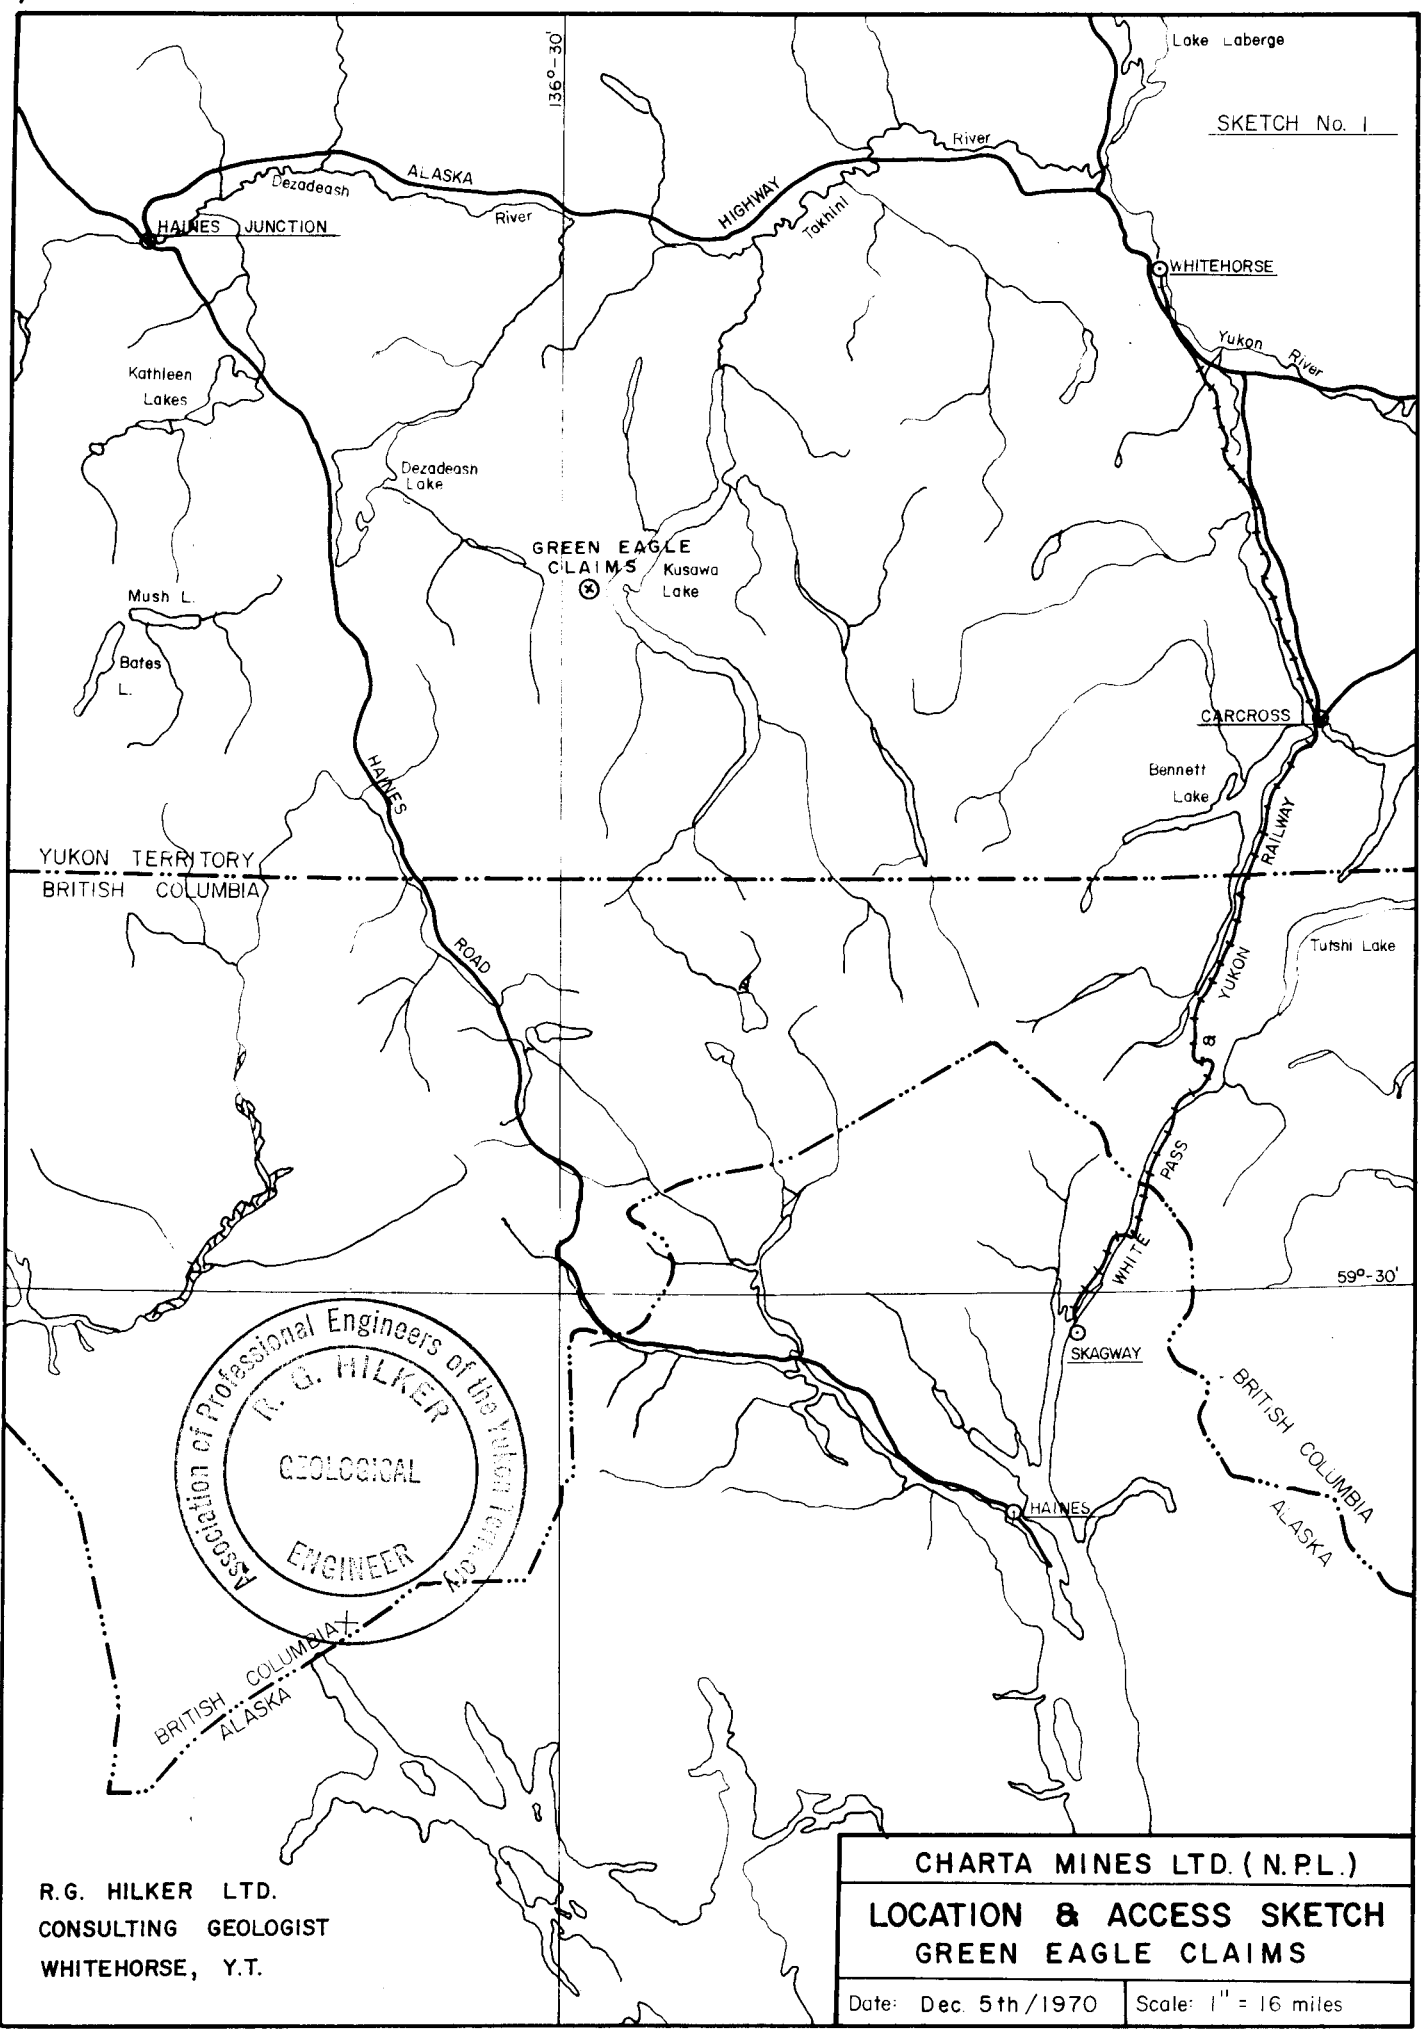 Lake Laberge
136°-30'
SKETCH No. 1
River
ALASKA
Dezadeash
River
HIGHWAY
Takhini
HAINES JUNCTION
WHITEHORSE
Yukon River
Kathleen
Lakes
Dezadeash
Lake
GREEN EAGLE
CLAIMS
Kusawa
Lake
Mush L.
Bates
L.
CARCROSS
Bennett
Lake
HAINES
RAILWAY
YUKON TERRITORY
BRITISH COLUMBIA
ROAD
Tutshi Lake
YUKON
&
PASS
WHITE
59°-30'
SKAGWAY
BRITISH COLUMBIA
ALASKA
HAINES
Association of Professional Engineers of the Yukon Territory
R. G. HILKER
GEOLOGICAL
ENGINEER
BRITISH COLUMBIA
ALASKA
R.G. HILKER LTD.
CONSULTING GEOLOGIST
WHITEHORSE, Y.T.
CHARTA MINES LTD. (N.P.L.)
LOCATION & ACCESS SKETCH
GREEN EAGLE CLAIMS
Date: Dec. 5th/1970
Scale: 1" = 16 miles